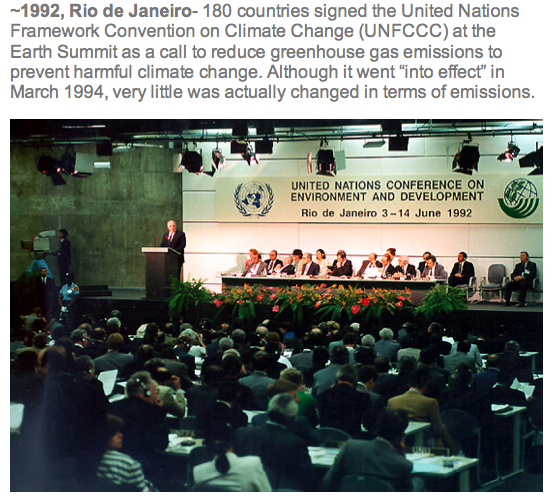 ~1992, Rio de Janeiro- 180 countries signed the United Nations
Framework Convention on Climate Change (UNFCCC) at the
Earth Summit as a call to reduce greenhouse gas emissions to
prevent harmful climate change. Although it went “into effect” in
March 1994, very little was actually changed in terms of emissions.
UNITED NATIONS CONFERENCE ON
ENVIRONMENT AND DEVELOPMENT
Rio de Janeiro 3–14 June 1992